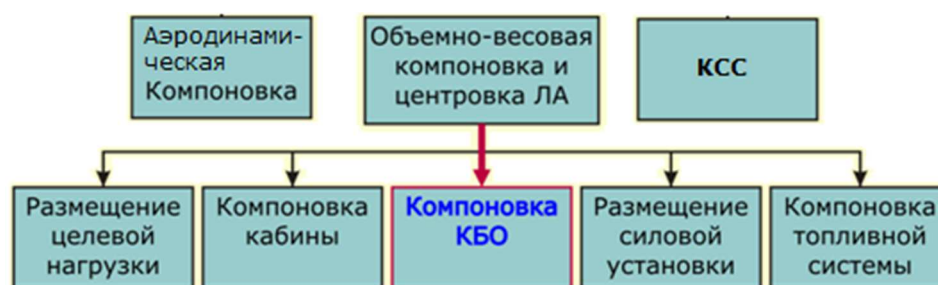 Аэродинами-
ческая
Компоновка
Объемно-весовая
компоновка и
центровка ЛА
КСС
Размещение
целевой
нагрузки
Компоновка
кабины
Компоновка
КБО
Размещение
силовой
установки
Компоновка
топливной
системы